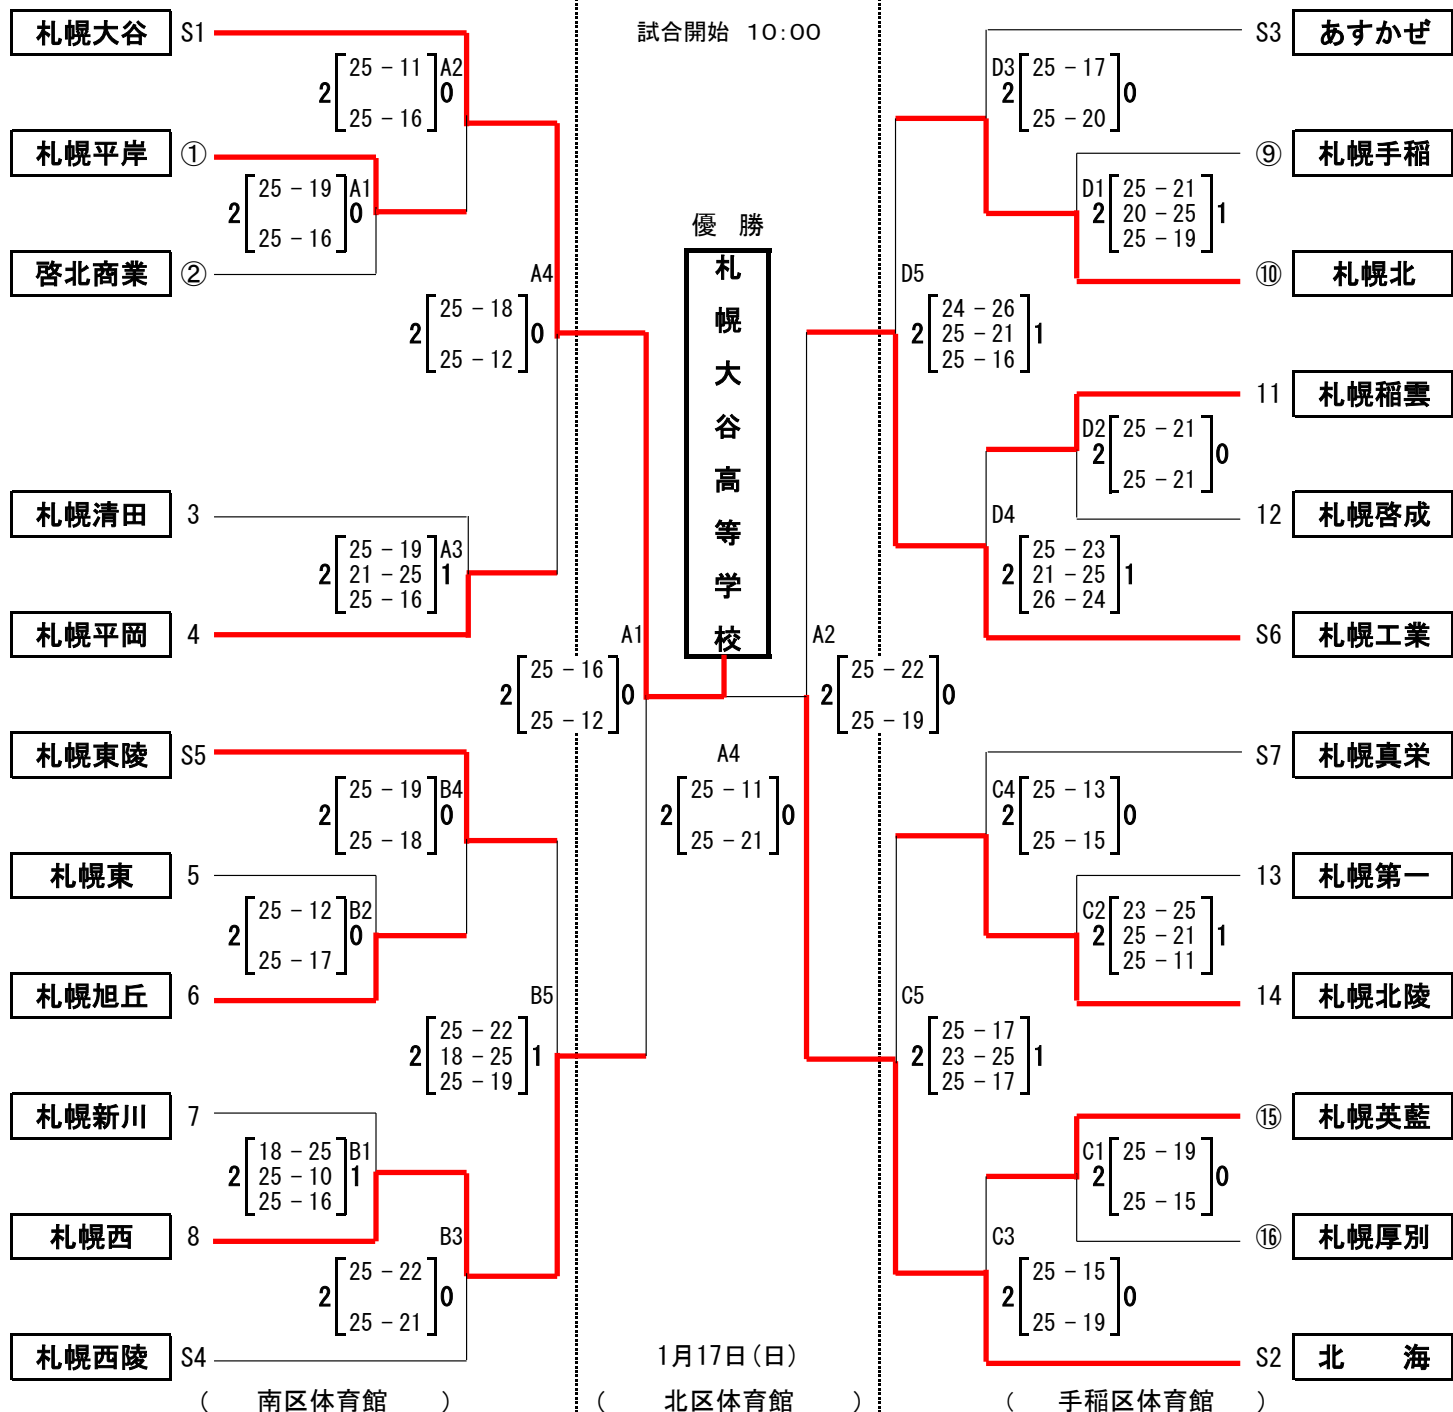 札幌大谷 S1
試合開始 10:00
S3 あすかぜ
25 − 11 A2
2 0
25 − 16
D3 25 − 17
2 0
25 − 20
札幌平岸 ①
⑨ 札幌手稲
25 − 19 A1
2 0
25 − 16
D1 25 − 21
2 20 − 25 1
25 − 19
優 勝
札幌大谷高等学校
啓北商業 ②
⑩ 札幌北
A4
25 − 18
2 0
25 − 12
D5
24 − 26
2 25 − 21 1
25 − 16
11 札幌稲雲
D2 25 − 21
2 0
25 − 21
札幌清田 3
12 札幌啓成
25 − 19 A3
2 21 − 25 1
25 − 16
D4
25 − 23
2 21 − 25 1
26 − 24
札幌平岡 4
S6 札幌工業
A1
25 − 16
2 0
25 − 12
A2
25 − 22
2 0
25 − 19
札幌東陵 S5
S7 札幌真栄
A4
25 − 11
2 0
25 − 21
25 − 19 B4
2 0
25 − 18
C4 25 − 13
2 0
25 − 15
札幌東 5
13 札幌第一
25 − 12 B2
2 0
25 − 17
C2 23 − 25
2 25 − 21 1
25 − 11
札幌旭丘 6
14 札幌北陵
B5
25 − 22
2 18 − 25 1
25 − 19
C5
25 − 17
2 23 − 25 1
25 − 17
札幌新川 7
⑮ 札幌英藍
18 − 25 B1
2 25 − 10 1
25 − 16
C1 25 − 19
2 0
25 − 15
札幌西 8
⑯ 札幌厚別
B3
25 − 22
2 0
25 − 21
C3
25 − 15
2 0
25 − 19
札幌西陵 S4
1月17日(日)
S2 北 海
( 南区体育館 )
( 北区体育館 )
( 手稲区体育館 )